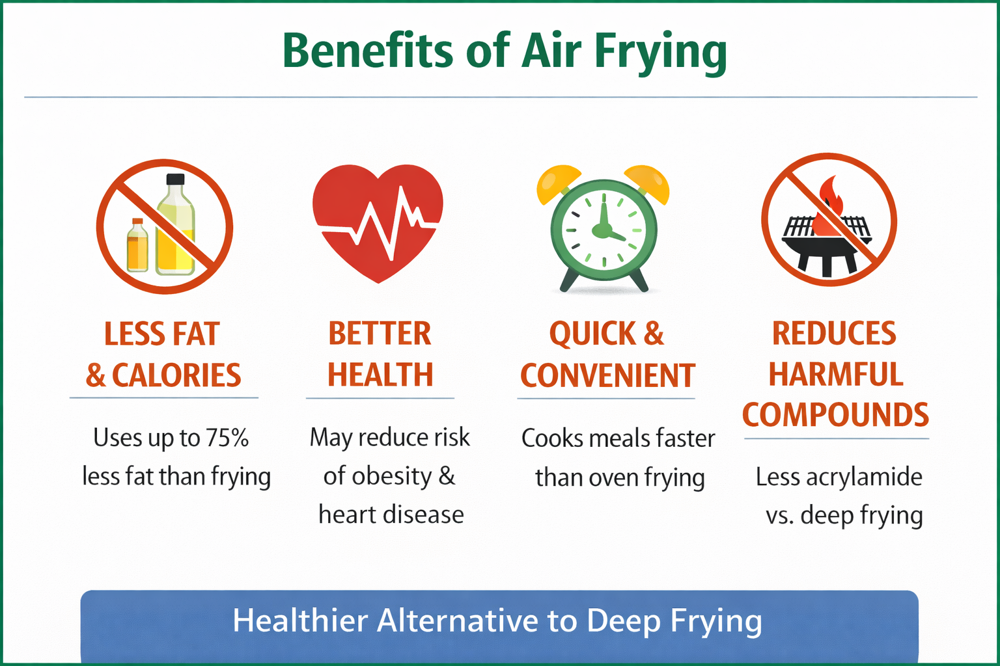 Benefits of Air Frying
LESS FAT
& CALORIES
Uses up to 75%
less fat than frying
BETTER
HEALTH
May reduce risk
of obesity &
heart disease
QUICK &
CONVENIENT
Cooks meals faster
than oven frying
REDUCES
HARMFUL
COMPOUNDS
Less acrylamide
vs. deep frying
Healthier Alternative to Deep Frying